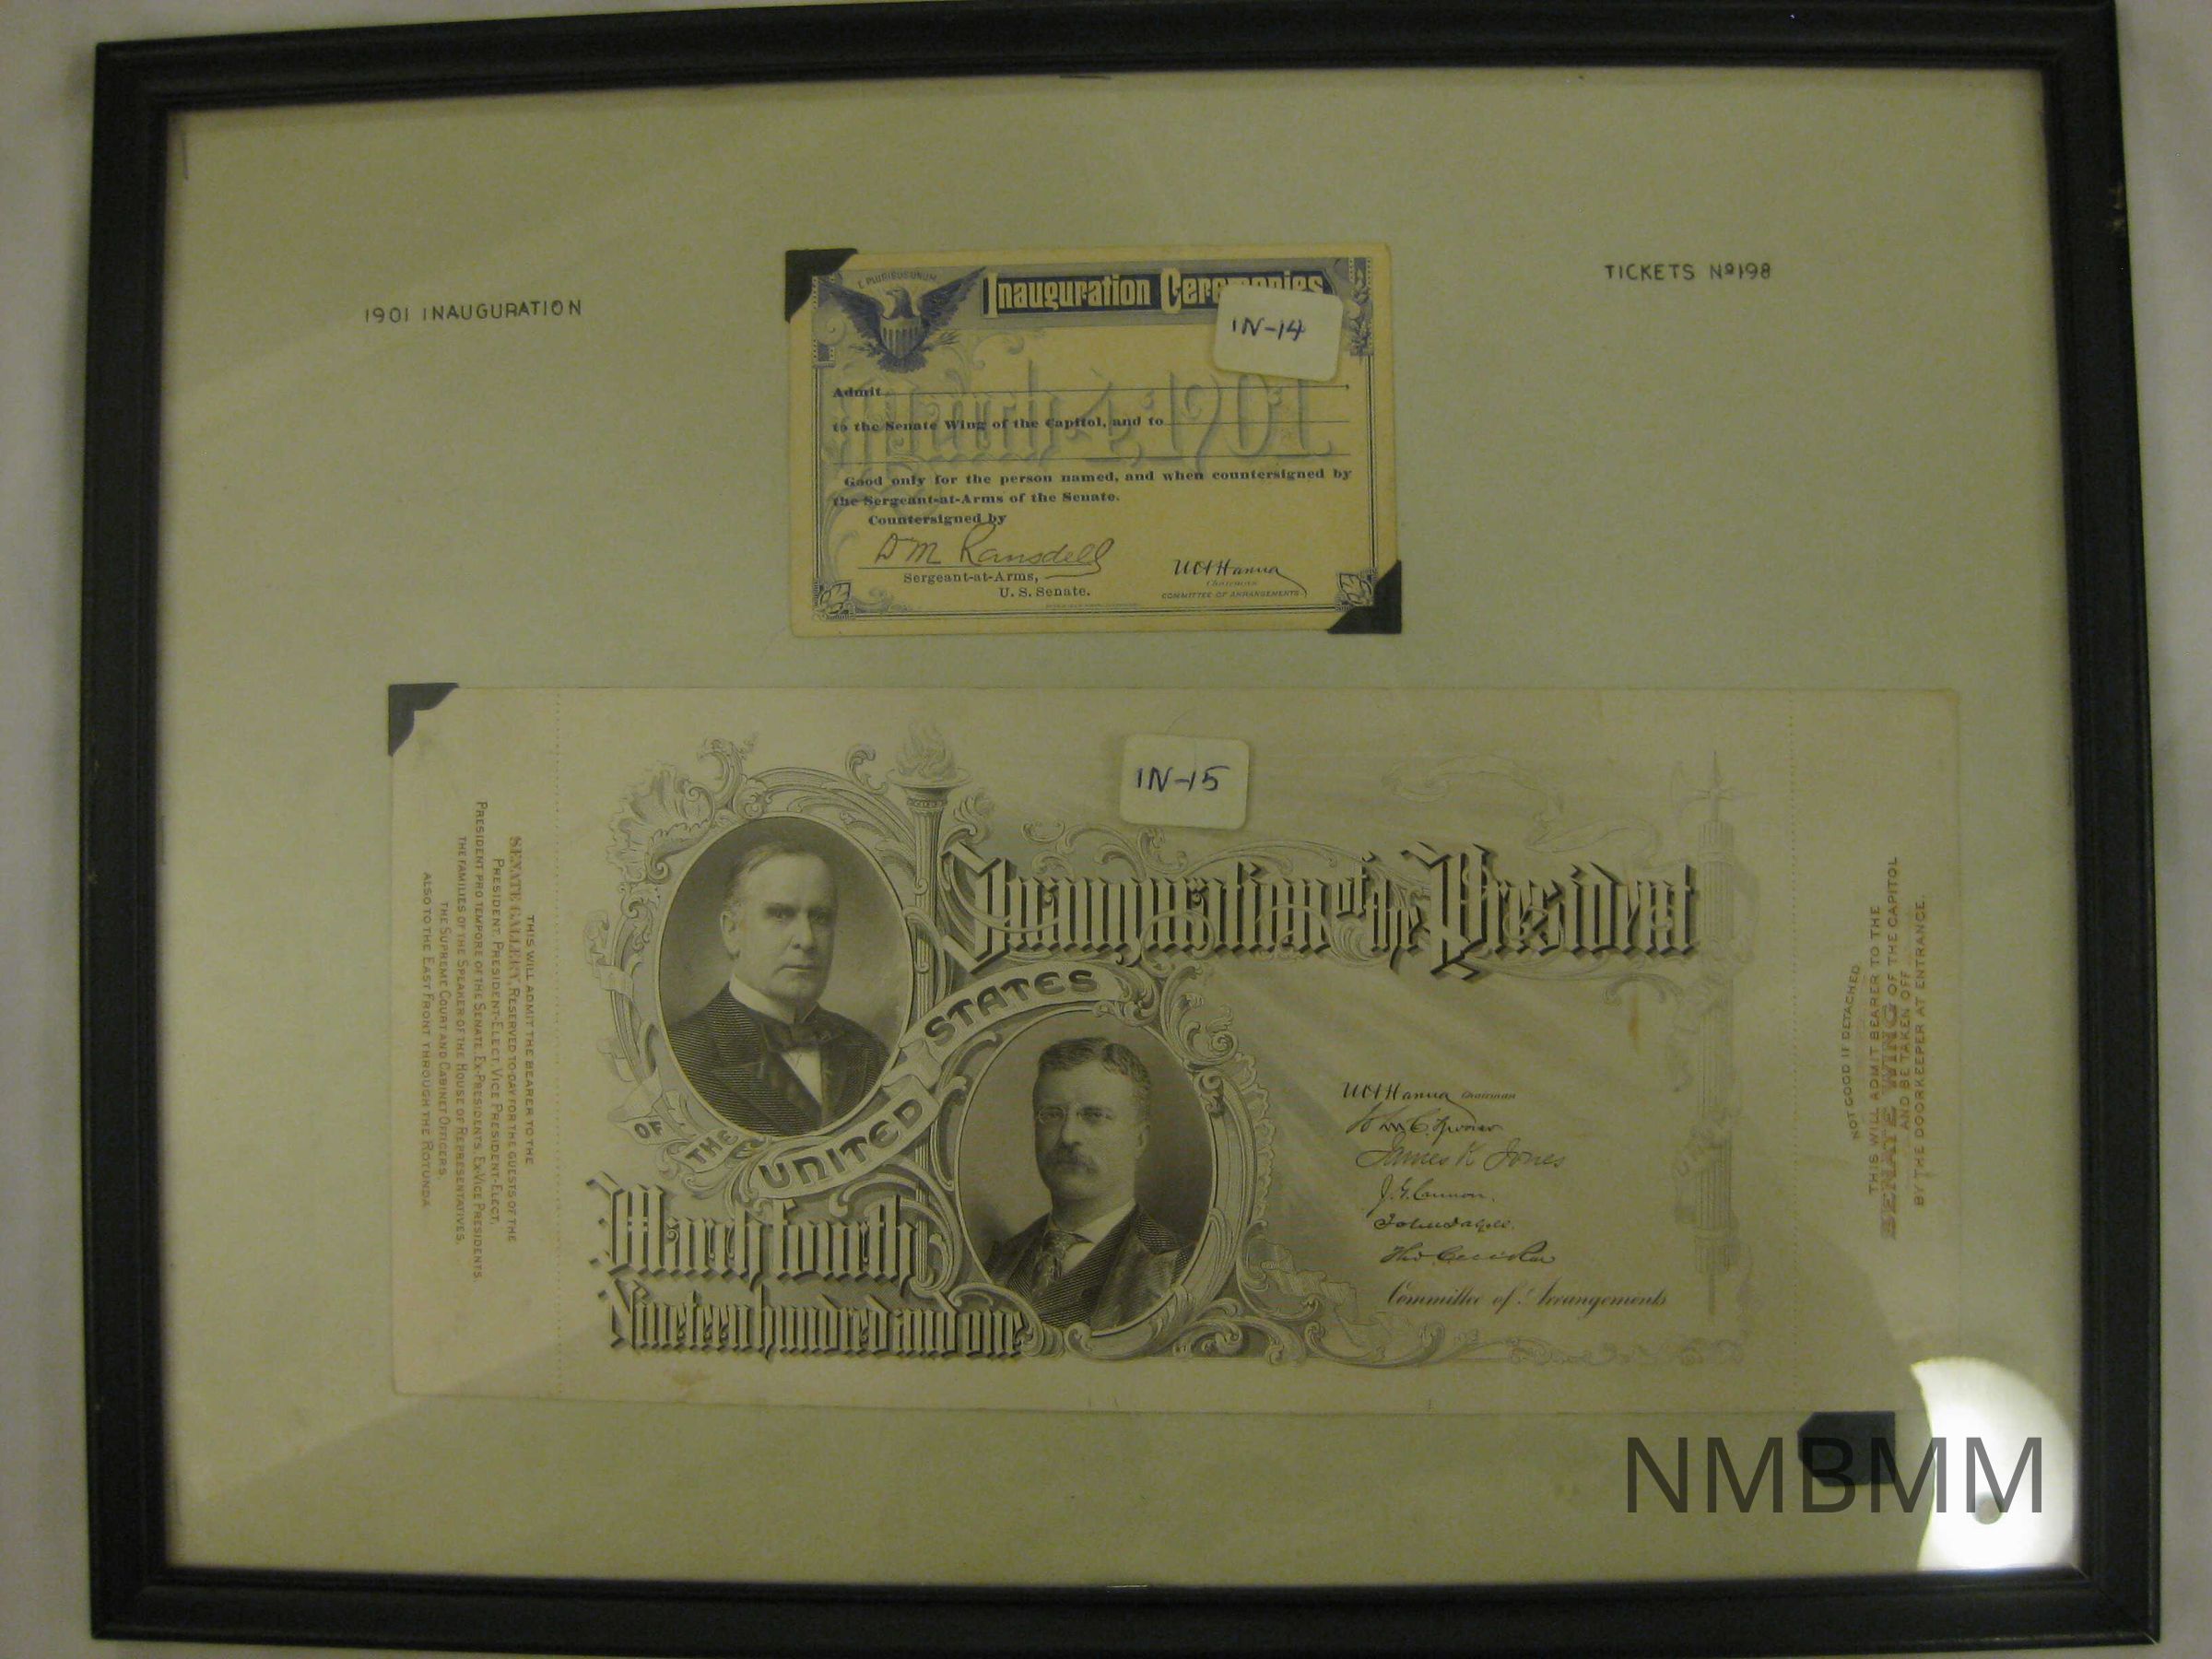 1901 INAUGURATION
TICKETS Nº198
E PLURIBUS UNUM
Inauguration Ceremonies
IN-14
March 4, 1901.
Admit
to the Senate Wing of the Capitol, and to
Good only for the person named, and when countersigned by
the Sergeant-at-Arms of the Senate.
Countersigned by
D M Ransdell
Sergeant-at-Arms,
U. S. Senate.
M A Hanna
Chairman
COMMITTEE OF ARRANGEMENTS
IN-15
THIS WILL ADMIT THE BEARER TO THE
SENATE GALLERY, RESERVED TO-DAY FOR THE GUESTS OF THE
PRESIDENT, PRESIDENT-ELECT, VICE PRESIDENT-ELECT,
PRESIDENT PRO TEMPORE OF THE SENATE, EX-PRESIDENTS, EX-VICE PRESIDENTS
THE FAMILIES OF THE SPEAKER OF THE HOUSE OF REPRESENTATIVES,
THE SUPREME COURT AND CABINET OFFICERS,
ALSO TO THE EAST FRONT THROUGH THE ROTUNDA
Inauguration of the President
OF THE UNITED STATES
March fourth
Nineteen hundred and one
M A Hanna Chairman
James K Jones
J. G. Cannon.
Committee of Arrangements
NOT GOOD IF DETACHED
THIS WILL ADMIT BEARER TO THE
SENATE WING OF THE CAPITOL
AND BE TAKEN OFF
BY THE DOORKEEPER AT ENTRANCE.
NMBMM